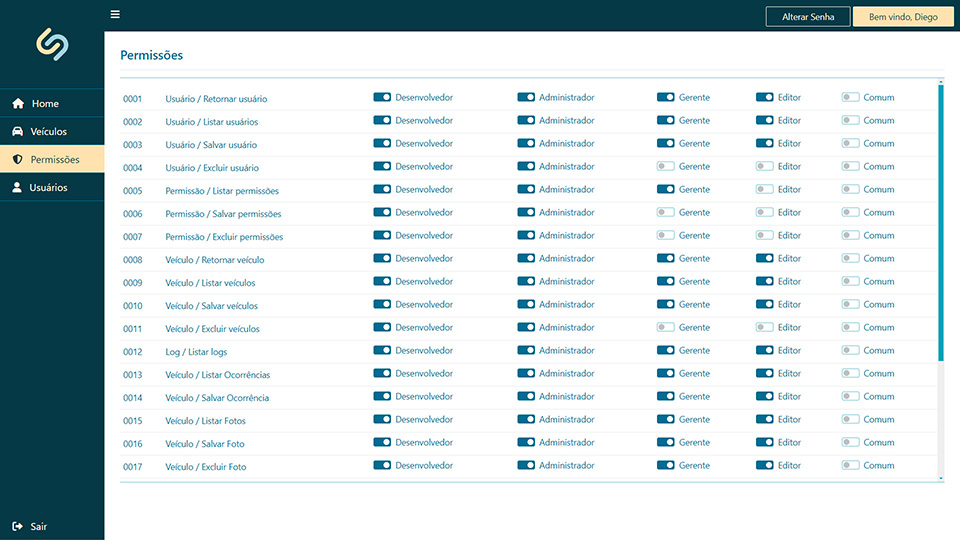 Alterar Senha Bem vindo, Diego
Home
Veículos
Permissões
Usuários
Sair
Permissões
0001 Usuário / Retornar usuário Desenvolvedor Administrador Gerente Editor Comum
0002 Usuário / Listar usuários Desenvolvedor Administrador Gerente Editor Comum
0003 Usuário / Salvar usuário Desenvolvedor Administrador Gerente Editor Comum
0004 Usuário / Excluir usuário Desenvolvedor Administrador Gerente Editor Comum
0005 Permissão / Listar permissões Desenvolvedor Administrador Gerente Editor Comum
0006 Permissão / Salvar permissões Desenvolvedor Administrador Gerente Editor Comum
0007 Permissão / Excluir permissões Desenvolvedor Administrador Gerente Editor Comum
0008 Veículo / Retornar veículo Desenvolvedor Administrador Gerente Editor Comum
0009 Veículo / Listar veículos Desenvolvedor Administrador Gerente Editor Comum
0010 Veículo / Salvar veículos Desenvolvedor Administrador Gerente Editor Comum
0011 Veículo / Excluir veículos Desenvolvedor Administrador Gerente Editor Comum
0012 Log / Listar logs Desenvolvedor Administrador Gerente Editor Comum
0013 Veículo / Listar Ocorrências Desenvolvedor Administrador Gerente Editor Comum
0014 Veículo / Salvar Ocorrência Desenvolvedor Administrador Gerente Editor Comum
0015 Veículo / Listar Fotos Desenvolvedor Administrador Gerente Editor Comum
0016 Veículo / Salvar Foto Desenvolvedor Administrador Gerente Editor Comum
0017 Veículo / Excluir Foto Desenvolvedor Administrador Gerente Editor Comum